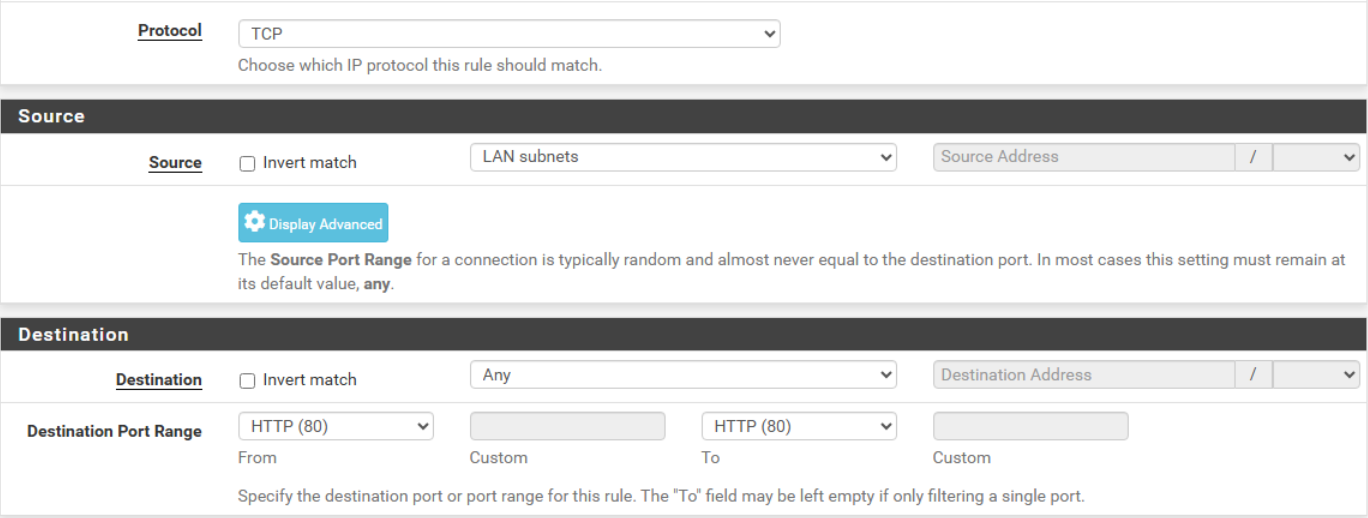 Protocol TCP
Choose which IP protocol this rule should match.
Source
Source Invert match LAN subnets Source Address /
Display Advanced
The Source Port Range for a connection is typically random and almost never equal to the destination port. In most cases this setting must remain at
its default value, any.
Destination
Destination Invert match Any Destination Address /
Destination Port Range HTTP (80) HTTP (80)
From Custom To Custom
Specify the destination port or port range for this rule. The "To" field may be left empty if only filtering a single port.